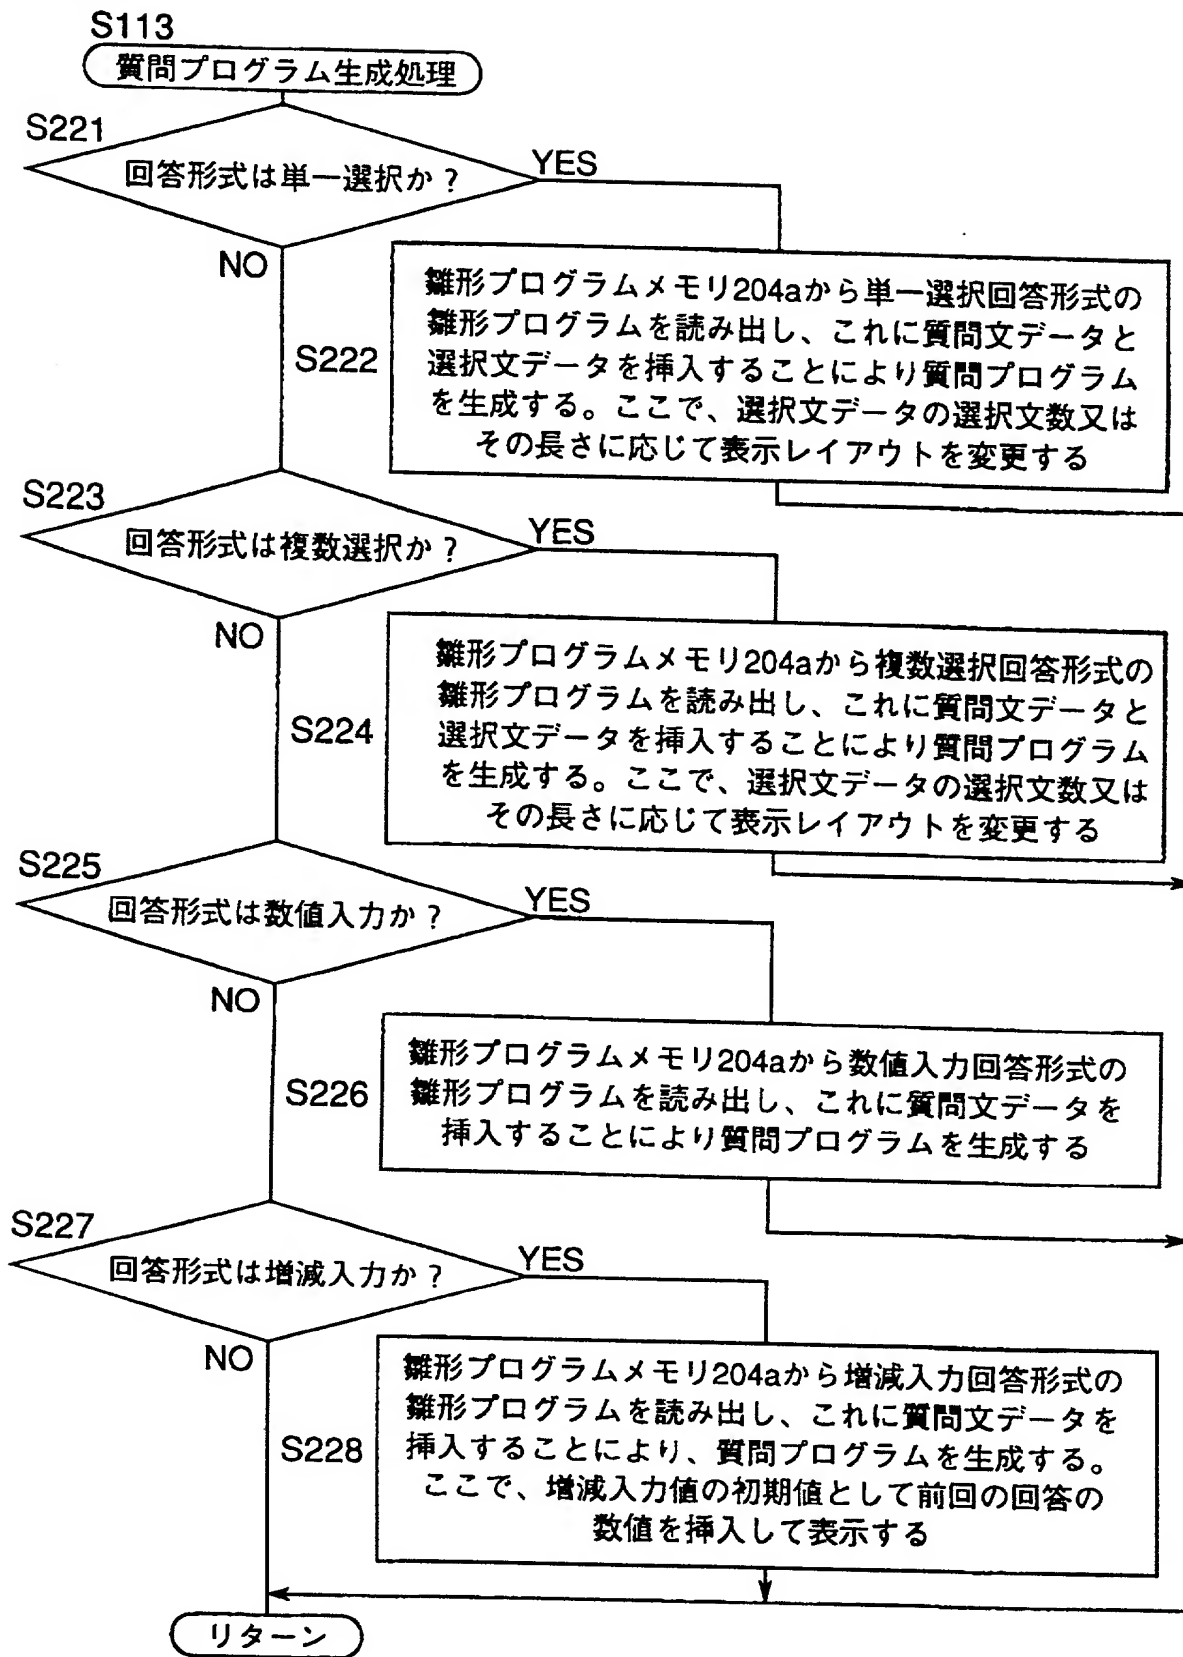 S113
質問プログラム生成処理
S221
回答形式は単一選択か？
YES
NO
S222
雛形プログラムメモリ204aから単一選択回答形式の
雛形プログラムを読み出し、これに質問文データと
選択文データを挿入することにより質問プログラム
を生成する。ここで、選択文データの選択文数又は
その長さに応じて表示レイアウトを変更する
S223
回答形式は複数選択か？
YES
NO
S224
雛形プログラムメモリ204aから複数選択回答形式の
雛形プログラムを読み出し、これに質問文データと
選択文データを挿入することにより質問プログラム
を生成する。ここで、選択文データの選択文数又は
その長さに応じて表示レイアウトを変更する
S225
回答形式は数値入力か？
YES
NO
S226
雛形プログラムメモリ204aから数値入力回答形式の
雛形プログラムを読み出し、これに質問文データを
挿入することにより質問プログラムを生成する
S227
回答形式は増減入力か？
YES
NO
S228
雛形プログラムメモリ204aから増減入力回答形式の
雛形プログラムを読み出し、これに質問文データを
挿入することにより、質問プログラムを生成する。
ここで、増減入力値の初期値として前回の回答の
数値を挿入して表示する
リターン